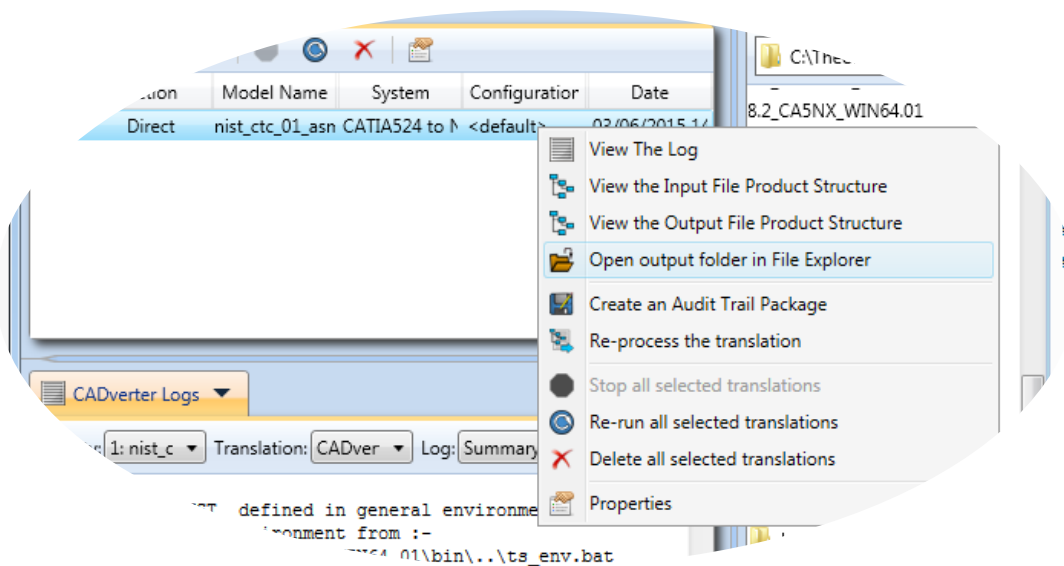 C:\Thec
Model Name System Configuration Date
8.2_CA5NX_WIN64.01
Direct nist_ctc_01_asn CATIA524 to N <default> 03/06/2015 14
View The Log
View the Input File Product Structure
View the Output File Product Structure
Open output folder in File Explorer
Create an Audit Trail Package
Re-process the translation
Stop all selected translations
Re-run all selected translations
Delete all selected translations
Properties
CADverter Logs
1: nist_c Translation: CADver Log: Summary
defined in general environme
ironment from :-
01\bin\..\ts_env.bat